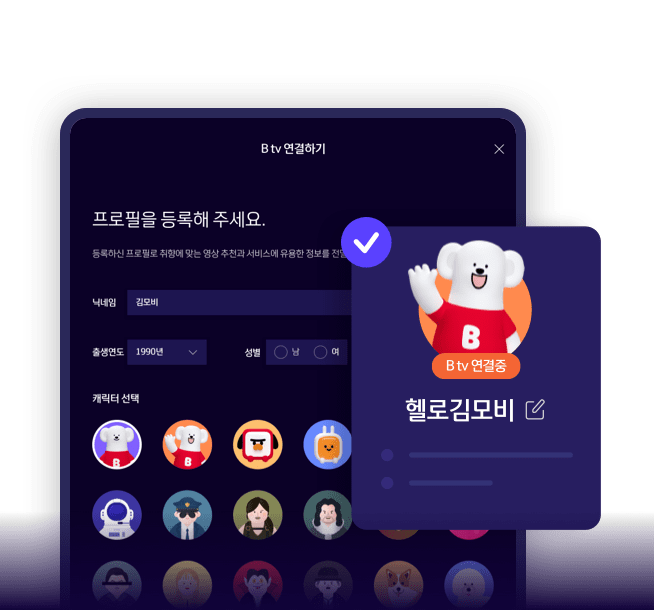 B tv 연결하기
프로필을 등록해 주세요.
등록하신 프로필로 취향에 맞는 영상 추천과 서비스에 유용한 정보를
닉네임 김모비
출생연도 1990년 성별 남 여
캐릭터 선택
B
B
B
B tv 연결중
헬로김모비